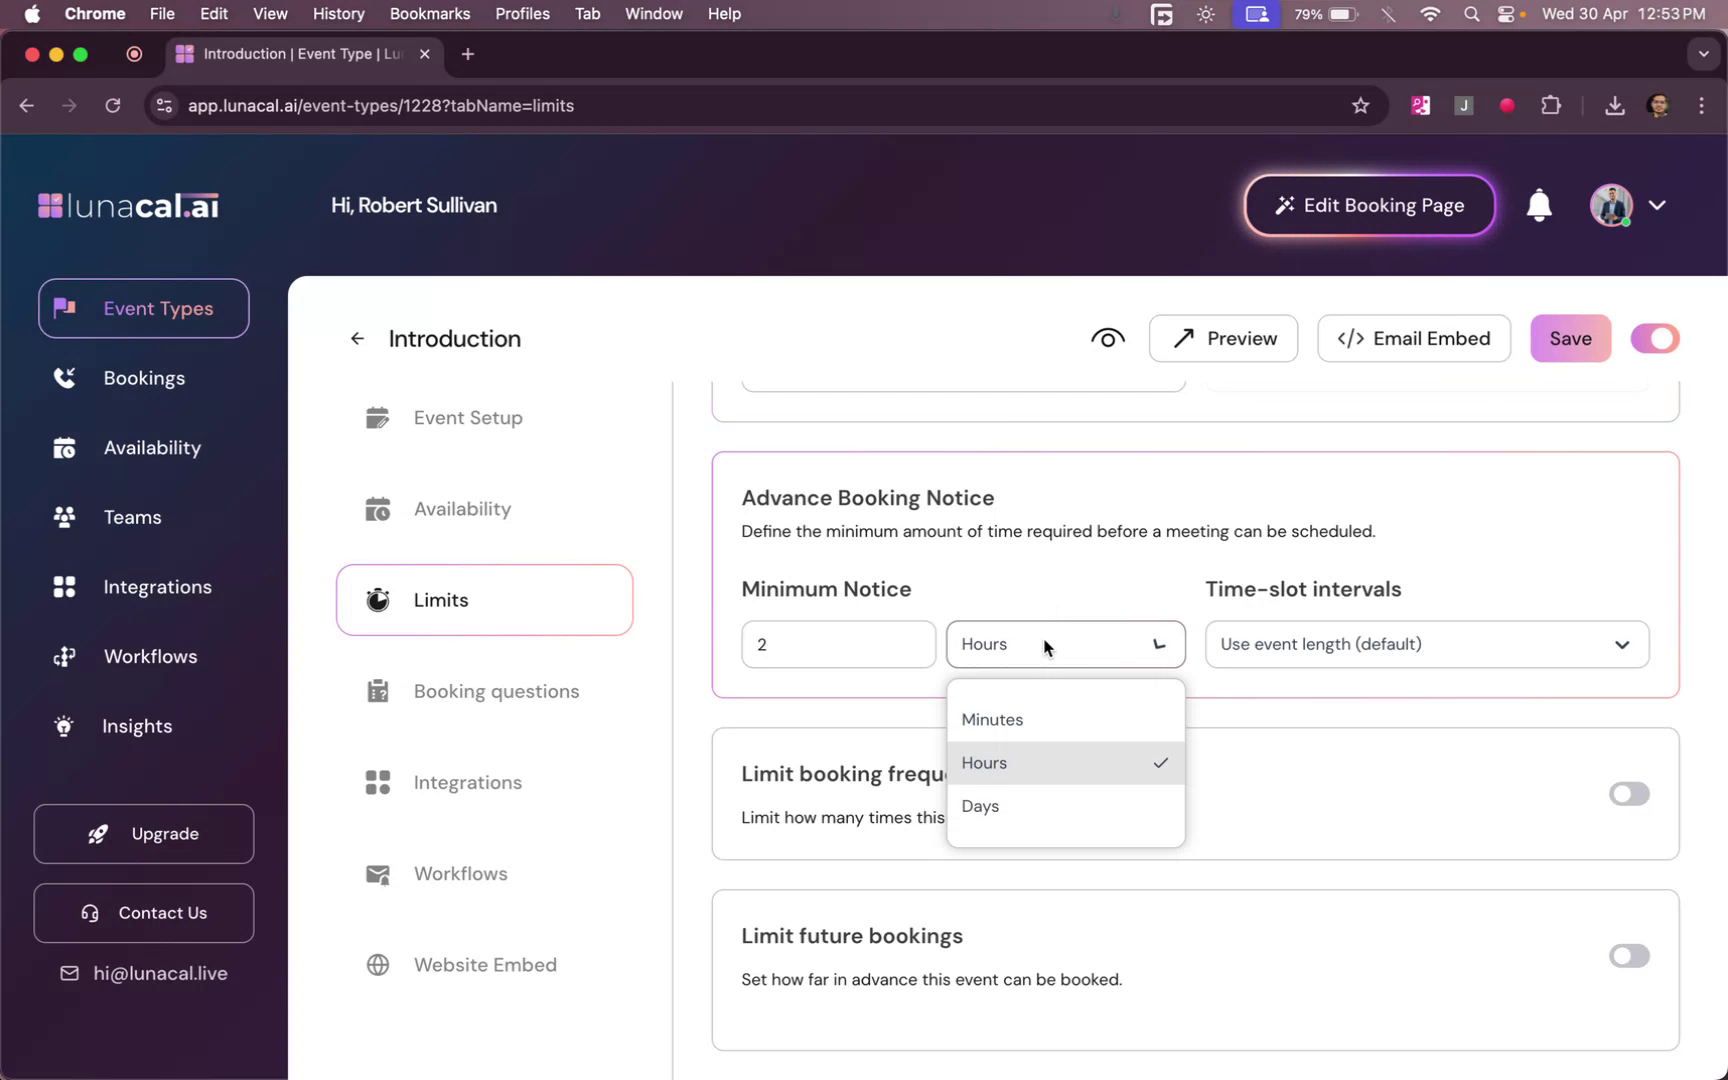 Chrome File Edit View History Bookmarks Profiles Tab Window Help 79% Wed 30 Apr 12:53 PM
Introduction | Event Type | Lu
app.lunacal.ai/event-types/1228?tabName=limits
J
lunacal.ai
Hi, Robert Sullivan
Edit Booking Page
Event Types
Bookings
Availability
Teams
Integrations
Workflows
Insights
Upgrade
Contact Us
hi@lunacal.live
Introduction
Preview
</> Email Embed
Save
Event Setup
Availability
Limits
Booking questions
Integrations
Workflows
Website Embed
Advance Booking Notice
Define the minimum amount of time required before a meeting can be scheduled.
Minimum Notice
Time-slot intervals
2
Hours
Use event length (default)
Minutes
Hours
Days
Limit booking frequ
Limit how many times this
Limit future bookings
Set how far in advance this event can be booked.